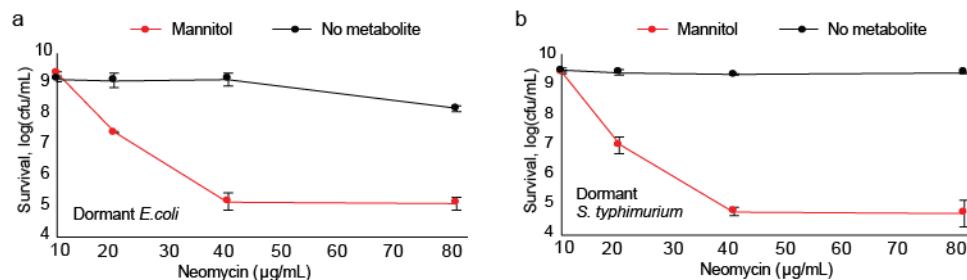 a
Mannitol No metabolite
Survival, log(cfu/mL)
10
9
8
7
6
5
4
Dormant E.coli
10 20 30 40 50 60 70 80
Neomycin (μg/mL)
b
Mannitol No metabolite
Survival, log(cfu/mL)
10
9
8
7
6
5
4
Dormant
S. typhimurium
10 20 30 40 50 60 70 80
Neomycin (μg/mL)